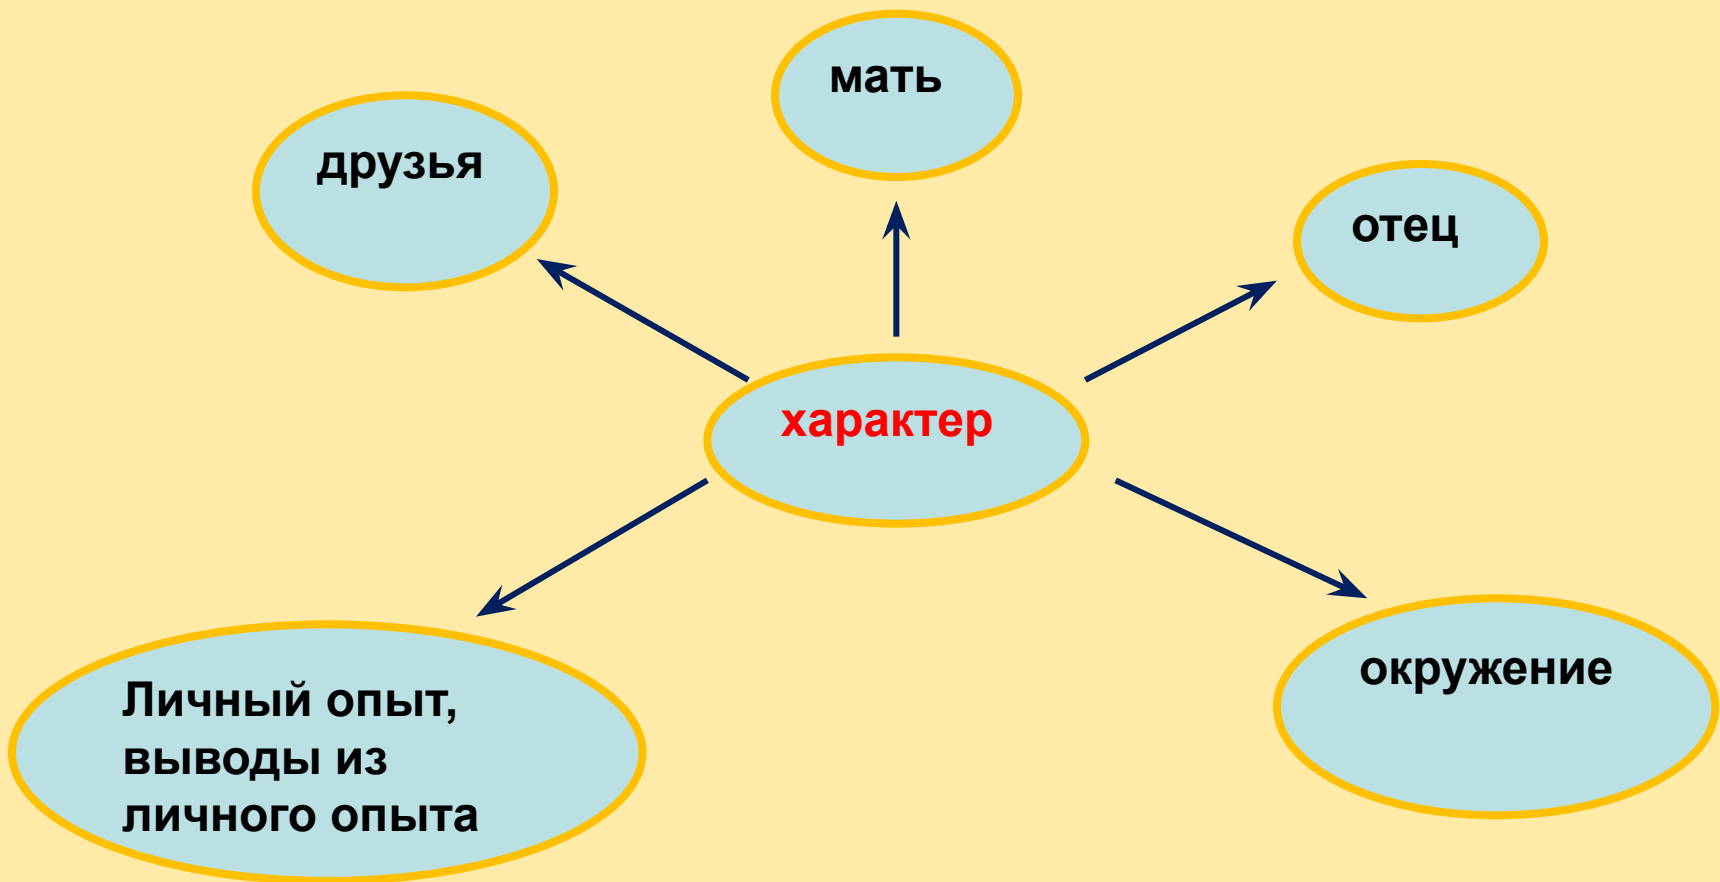 мать
друзья
отец
характер
окружение
Личный опыт,
выводы из
личного опыта